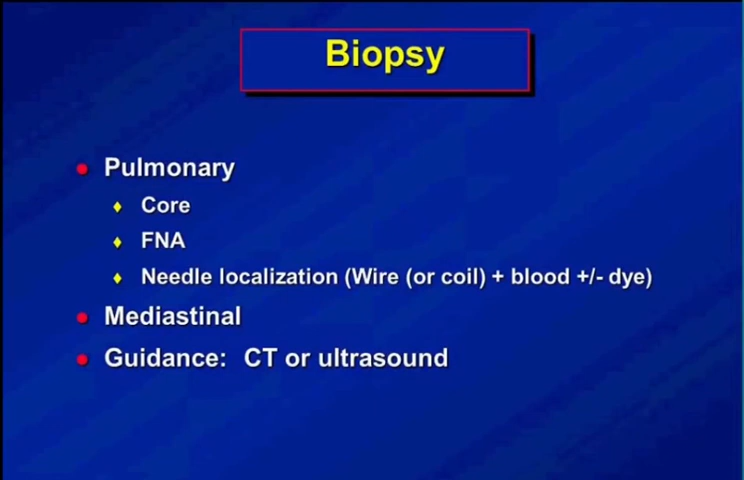 Biopsy
Pulmonary
Core
FNA
Needle localization (Wire (or coil) + blood +/- dye)
Mediastinal
Guidance: CT or ultrasound